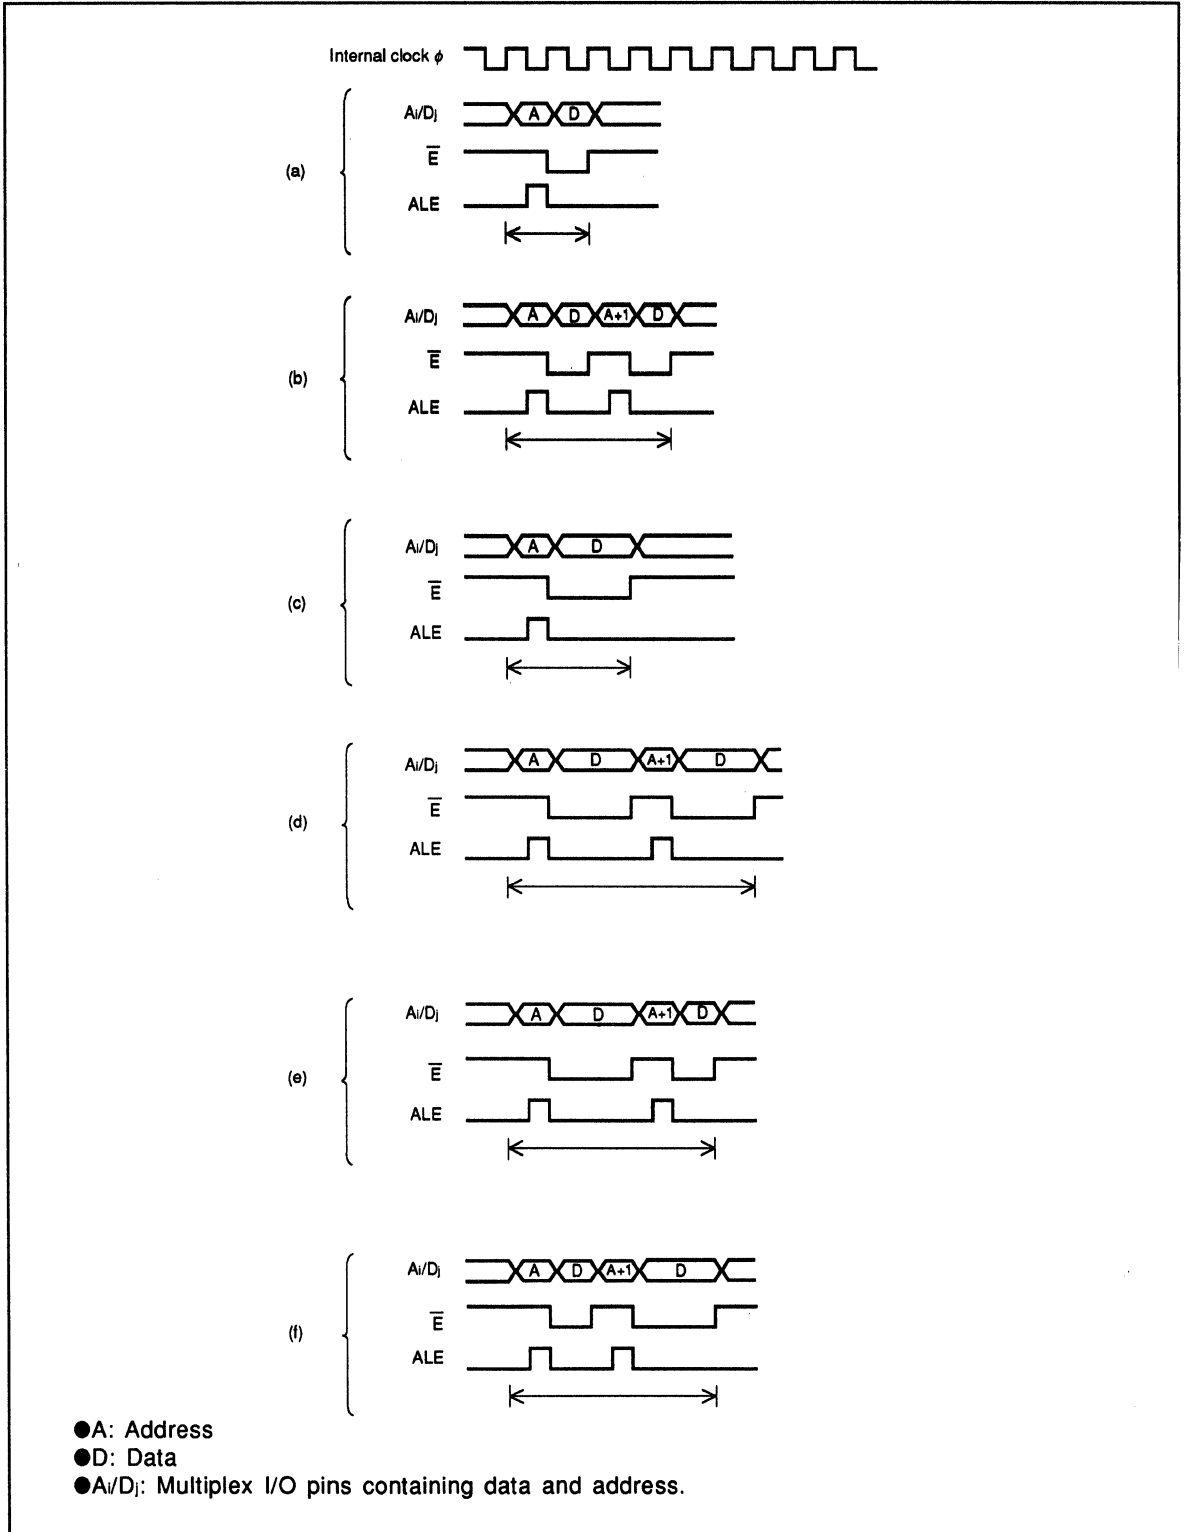 Internal clock φ
(a)
Ai/Dj
A D
E
ALE
(b)
Ai/Dj
A D A+1 D
E
ALE
(c)
Ai/Dj
A D
E
ALE
(d)
Ai/Dj
A D A+1 D
E
ALE
(e)
Ai/Dj
A D A+1 D
E
ALE
(f)
Ai/Dj
A D A+1 D
E
ALE
●A: Address
●D: Data
●Ai/Dj: Multiplex I/O pins containing data and address.